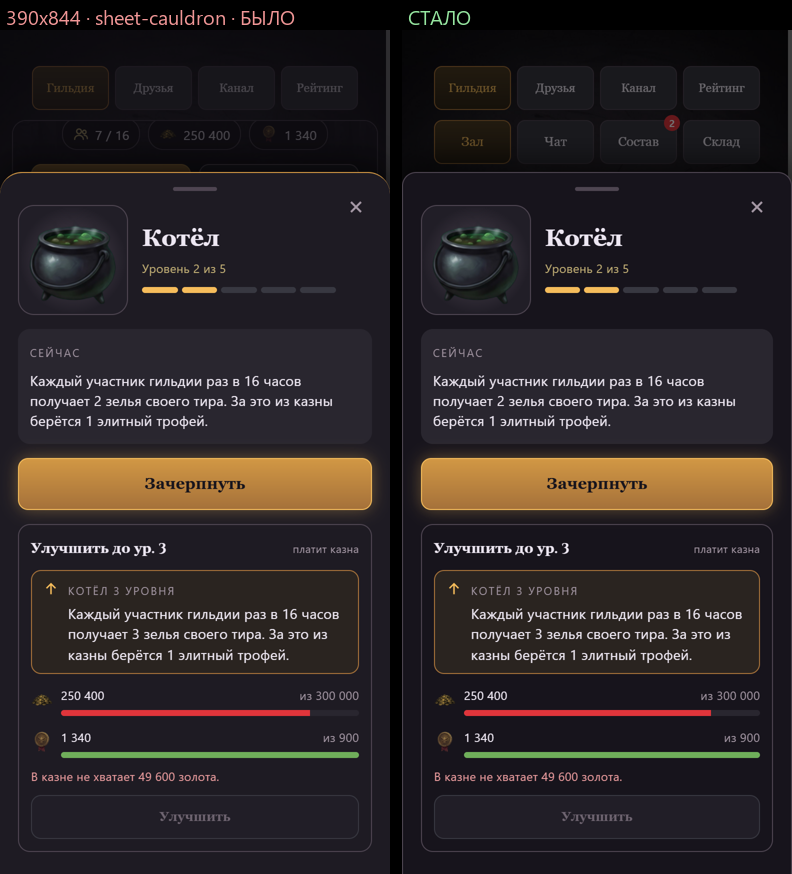 390x844 · sheet-cauldron · БЫЛО
Гильдия Друзья Канал Рейтинг
7 / 16 250 400 1 340
×
Котёл
Уровень 2 из 5
СЕЙЧАС
Каждый участник гильдии раз в 16 часов
получает 2 зелья своего тира. За это из казны
берётся 1 элитный трофей.
Зачерпнуть
Улучшить до ур. 3 платит казна
КОТЁЛ 3 УРОВНЯ
Каждый участник гильдии раз в 16 часов
получает 3 зелья своего тира. За это из
казны берётся 1 элитный трофей.
250 400 из 300 000
1 340 из 900
В казне не хватает 49 600 золота.
Улучшить
СТАЛО
Гильдия Друзья Канал Рейтинг
Зал Чат Состав 2 Склад
×
Котёл
Уровень 2 из 5
СЕЙЧАС
Каждый участник гильдии раз в 16 часов
получает 2 зелья своего тира. За это из казны
берётся 1 элитный трофей.
Зачерпнуть
Улучшить до ур. 3 платит казна
КОТЁЛ 3 УРОВНЯ
Каждый участник гильдии раз в 16 часов
получает 3 зелья своего тира. За это из
казны берётся 1 элитный трофей.
250 400 из 300 000
1 340 из 900
В казне не хватает 49 600 золота.
Улучшить